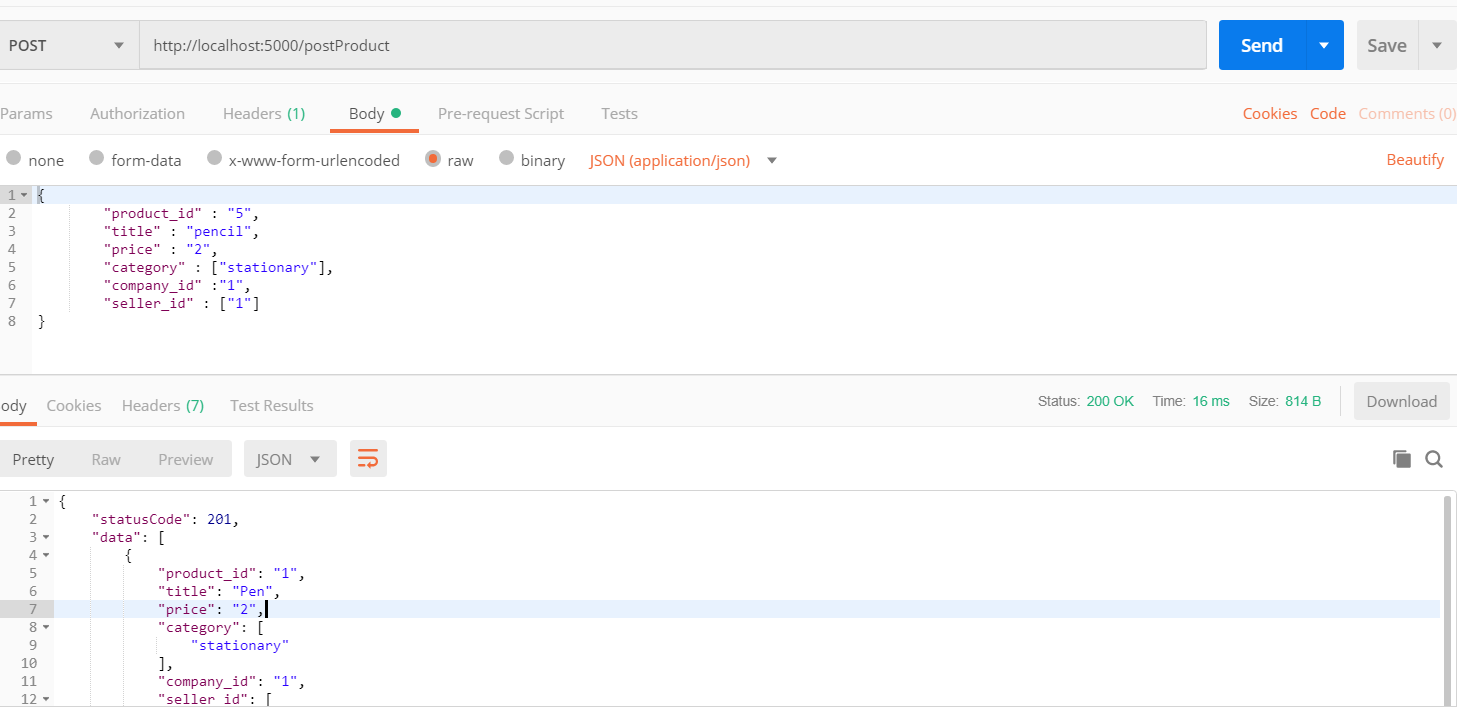 POST http://localhost:5000/postProduct Send Save
Params Authorization Headers (1) Body Pre-request Script Tests Cookies Code Comments (0)
none form-data x-www-form-urlencoded raw binary JSON (application/json) Beautify
1 {
2 "product_id" : "5",
3 "title" : "pencil",
4 "price" : "2",
5 "category" : ["stationary"],
6 "company_id" :"1",
7 "seller_id" : ["1"]
8 }
ody Cookies Headers (7) Test Results Status: 200 OK Time: 16 ms Size: 814 B Download
Pretty Raw Preview JSON
1 {
2 "statusCode": 201,
3 "data": [
4 {
5 "product_id": "1",
6 "title": "Pen",
7 "price": "2",
8 "category": [
9 "stationary"
10 ],
11 "company_id": "1",
12 "seller_id": [